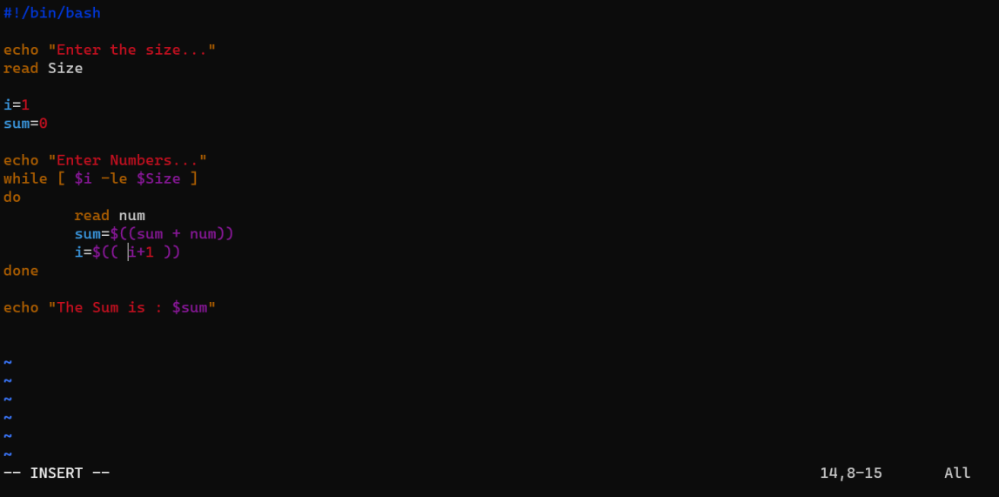 #!/bin/bash
echo "Enter the size..."
read Size
i=1
sum=0
echo "Enter Numbers..."
while [ $i -le $Size ]
do
        read num
        sum=$((sum + num))
        i=$(( i+1 ))
done
echo "The Sum is : $sum"
~
~
~
~
~
~
-- INSERT -- 14,8-15 All